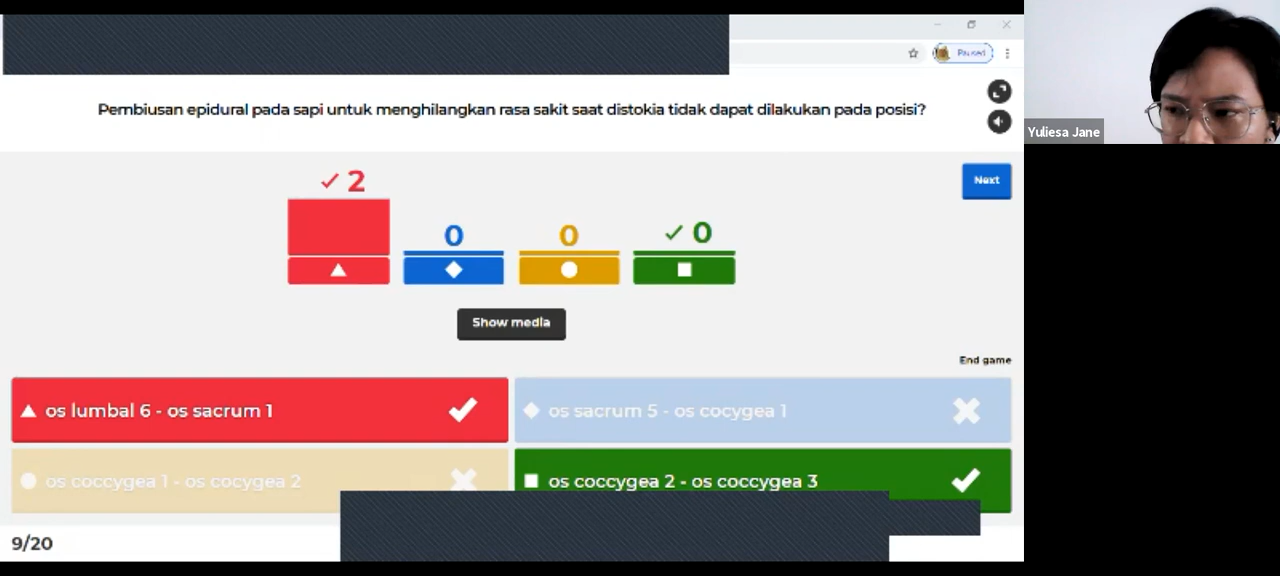 Paused
Pembiusan epidural pada sapi untuk menghilangkan rasa sakit saat distokia tidak dapat dilakukan pada posisi?
Yuliesa Jane
Next
2
0
0
0
Show media
End game
os lumbal 6 - os sacrum 1
os sacrum 5 - os cocygea 1
os coccygea 1 - os cocygea 2
os coccygea 2 - os coccygea 3
9/20